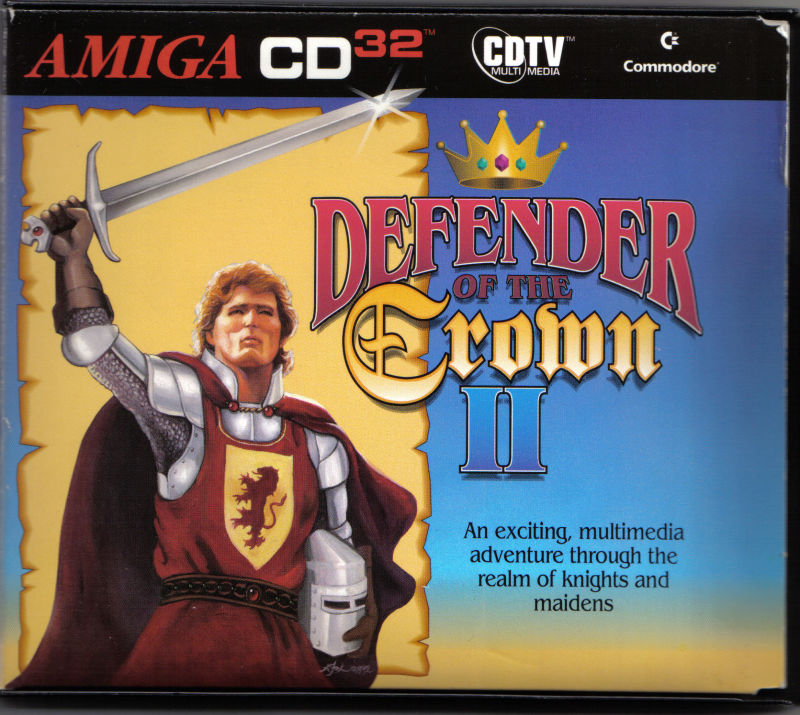 AMIGA CD32™
CDTV™
MULTI MEDIA
Commodore
DEFENDER
OF THE
Crown
II
An exciting, multimedia
adventure through the
realm of knights and
maidens